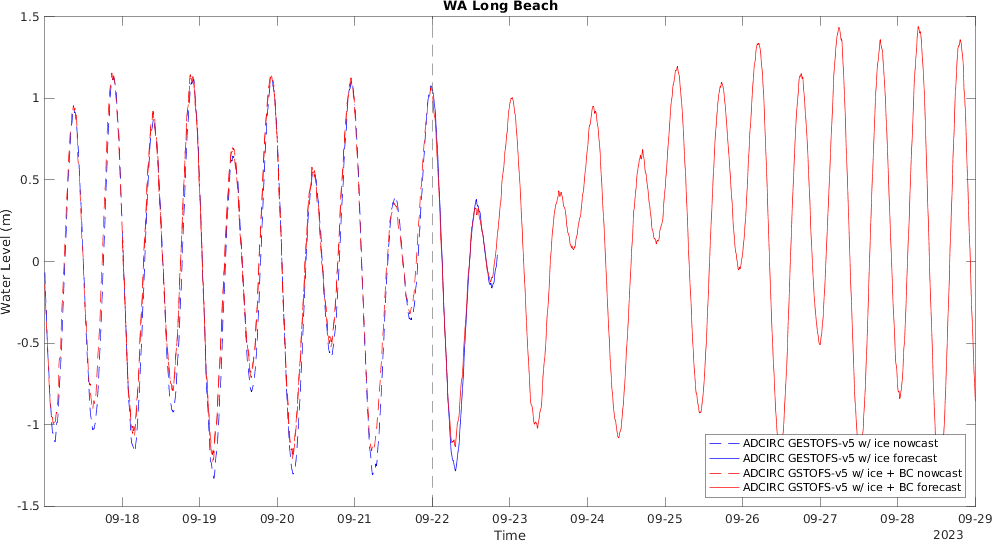 WA Long Beach
1.5
1
0.5
0
-0.5
-1
-1.5
Water Level (m)
ADCIRC GESTOFS-v5 w/ ice nowcast
ADCIRC GESTOFS-v5 w/ ice forecast
ADCIRC GSTOFS-v5 w/ ice + BC nowcast
ADCIRC GSTOFS-v5 w/ ice + BC forecast
09-18 09-19 09-20 09-21 09-22 09-23 09-24 09-25 09-26 09-27 09-28 09-29
Time
2023